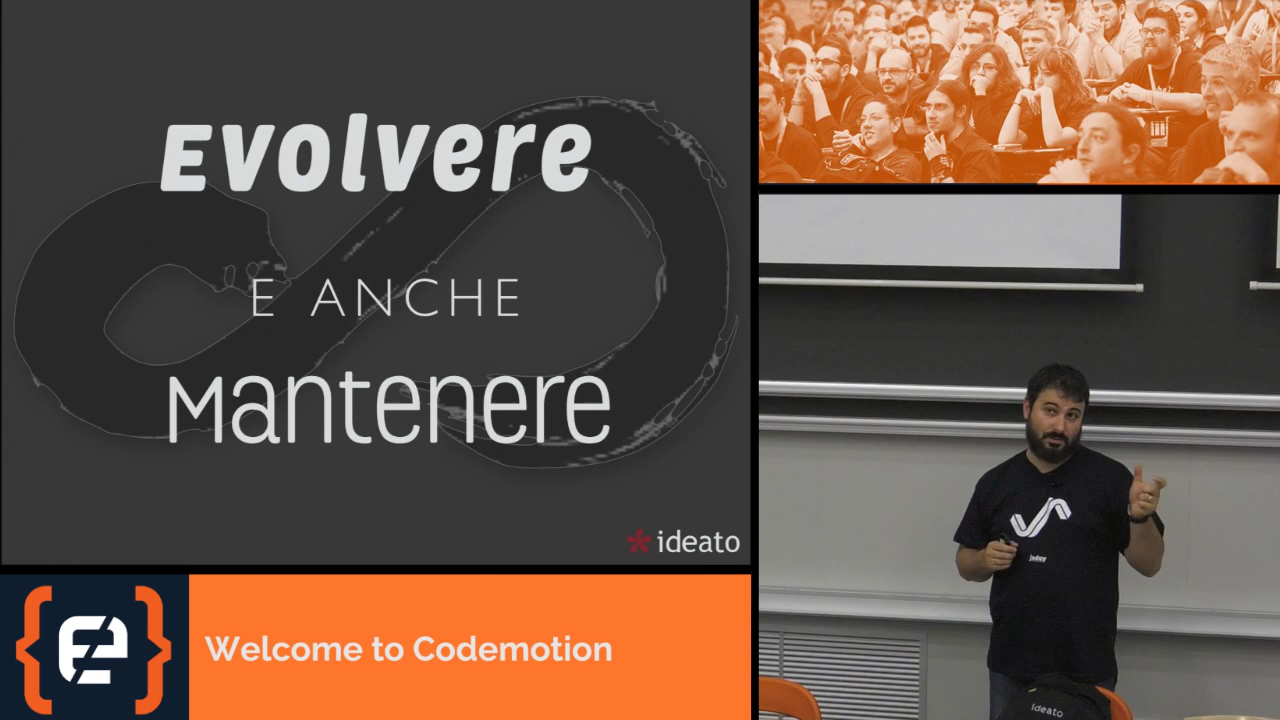 Evolvere
E ANCHE
Mantenere
ideato
Welcome to Codemotion
ideato